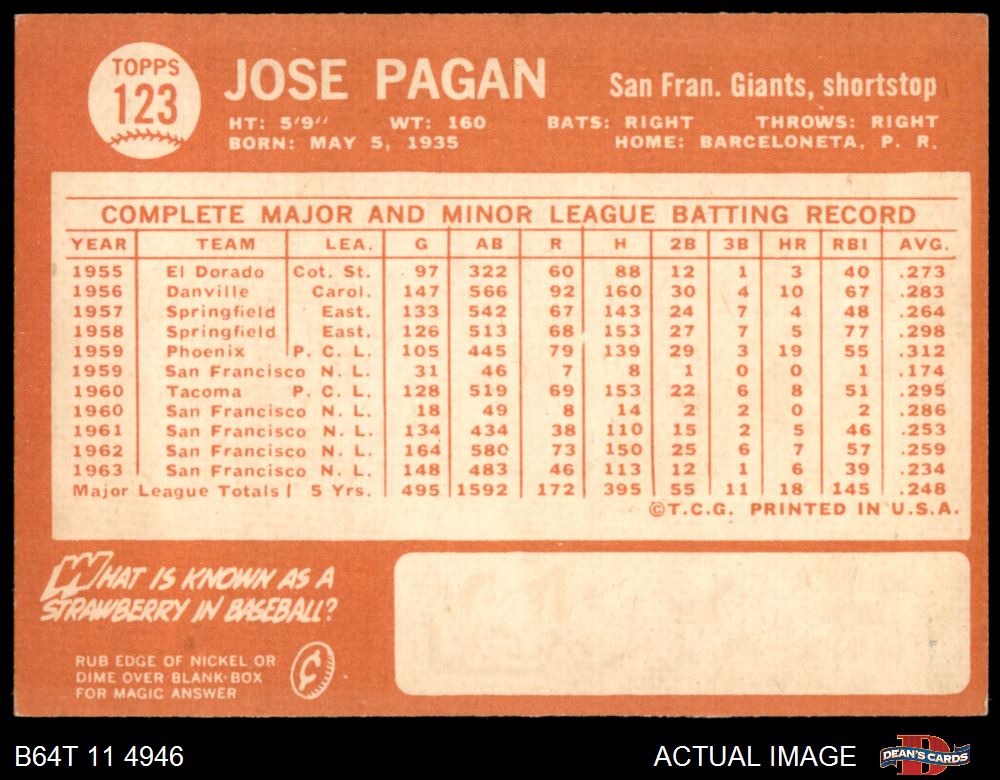 TOPPS
123
JOSE PAGAN
San Fran. Giants, shortstop
HT: 5'9" WT: 160 BATS: RIGHT THROWS: RIGHT
BORN: MAY 5, 1935 HOME: BARCELONETA, P. R.
COMPLETE MAJOR AND MINOR LEAGUE BATTING RECORD
YEAR TEAM LEA. G AB R H 2B 3B HR RBI AVG.
1955 El Dorado Cot. St. 97 322 60 88 12 1 3 40 .273
1956 Danville Carol. 147 566 92 160 30 4 10 67 .283
1957 Springfield East. 133 542 67 143 24 7 4 48 .264
1958 Springfield East. 126 513 68 153 27 7 5 77 .298
1959 Phoenix P. C. L. 105 445 79 139 29 3 19 55 .312
1959 San Francisco N. L. 31 46 7 8 1 0 0 1 .174
1960 Tacoma P. C. L. 128 519 69 153 22 6 8 51 .295
1960 San Francisco N. L. 18 49 8 14 2 2 0 2 .286
1961 San Francisco N. L. 134 434 38 110 15 2 5 46 .253
1962 San Francisco N. L. 164 580 73 150 25 6 7 57 .259
1963 San Francisco N. L. 148 483 46 113 12 1 6 39 .234
Major League Totals 5 Yrs. 495 1592 172 395 55 11 18 145 .248
©T.C.G. PRINTED IN U.S.A.
WHAT IS KNOWN AS A
STRAWBERRY IN BASEBALL?
RUB EDGE OF NICKEL OR
DIME OVER BLANK-BOX
FOR MAGIC ANSWER
B64T 11 4946 ACTUAL IMAGE
DEAN'S CARDS